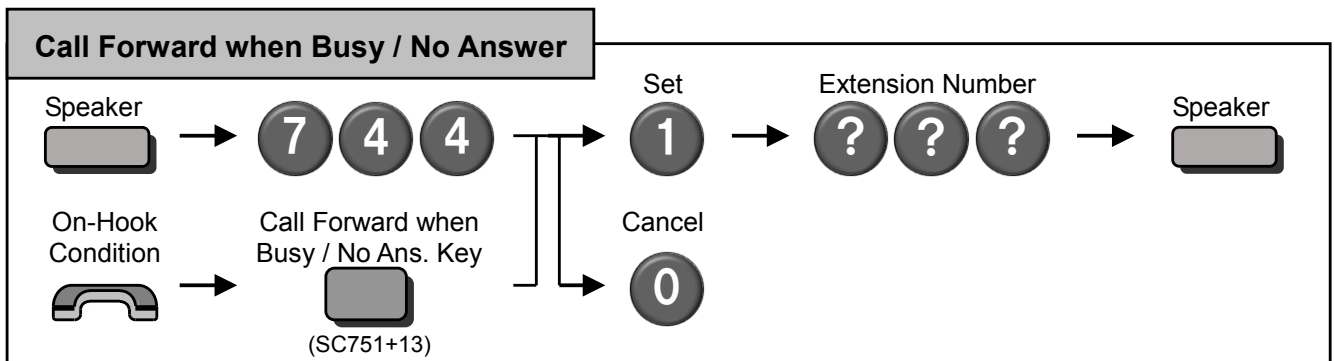 Call Forward when Busy / No Answer
Speaker
7 4 4
Set
1
Extension Number
? ? ?
Speaker
On-Hook
Condition
Call Forward when
Busy / No Ans. Key
(SC751+13)
Cancel
0